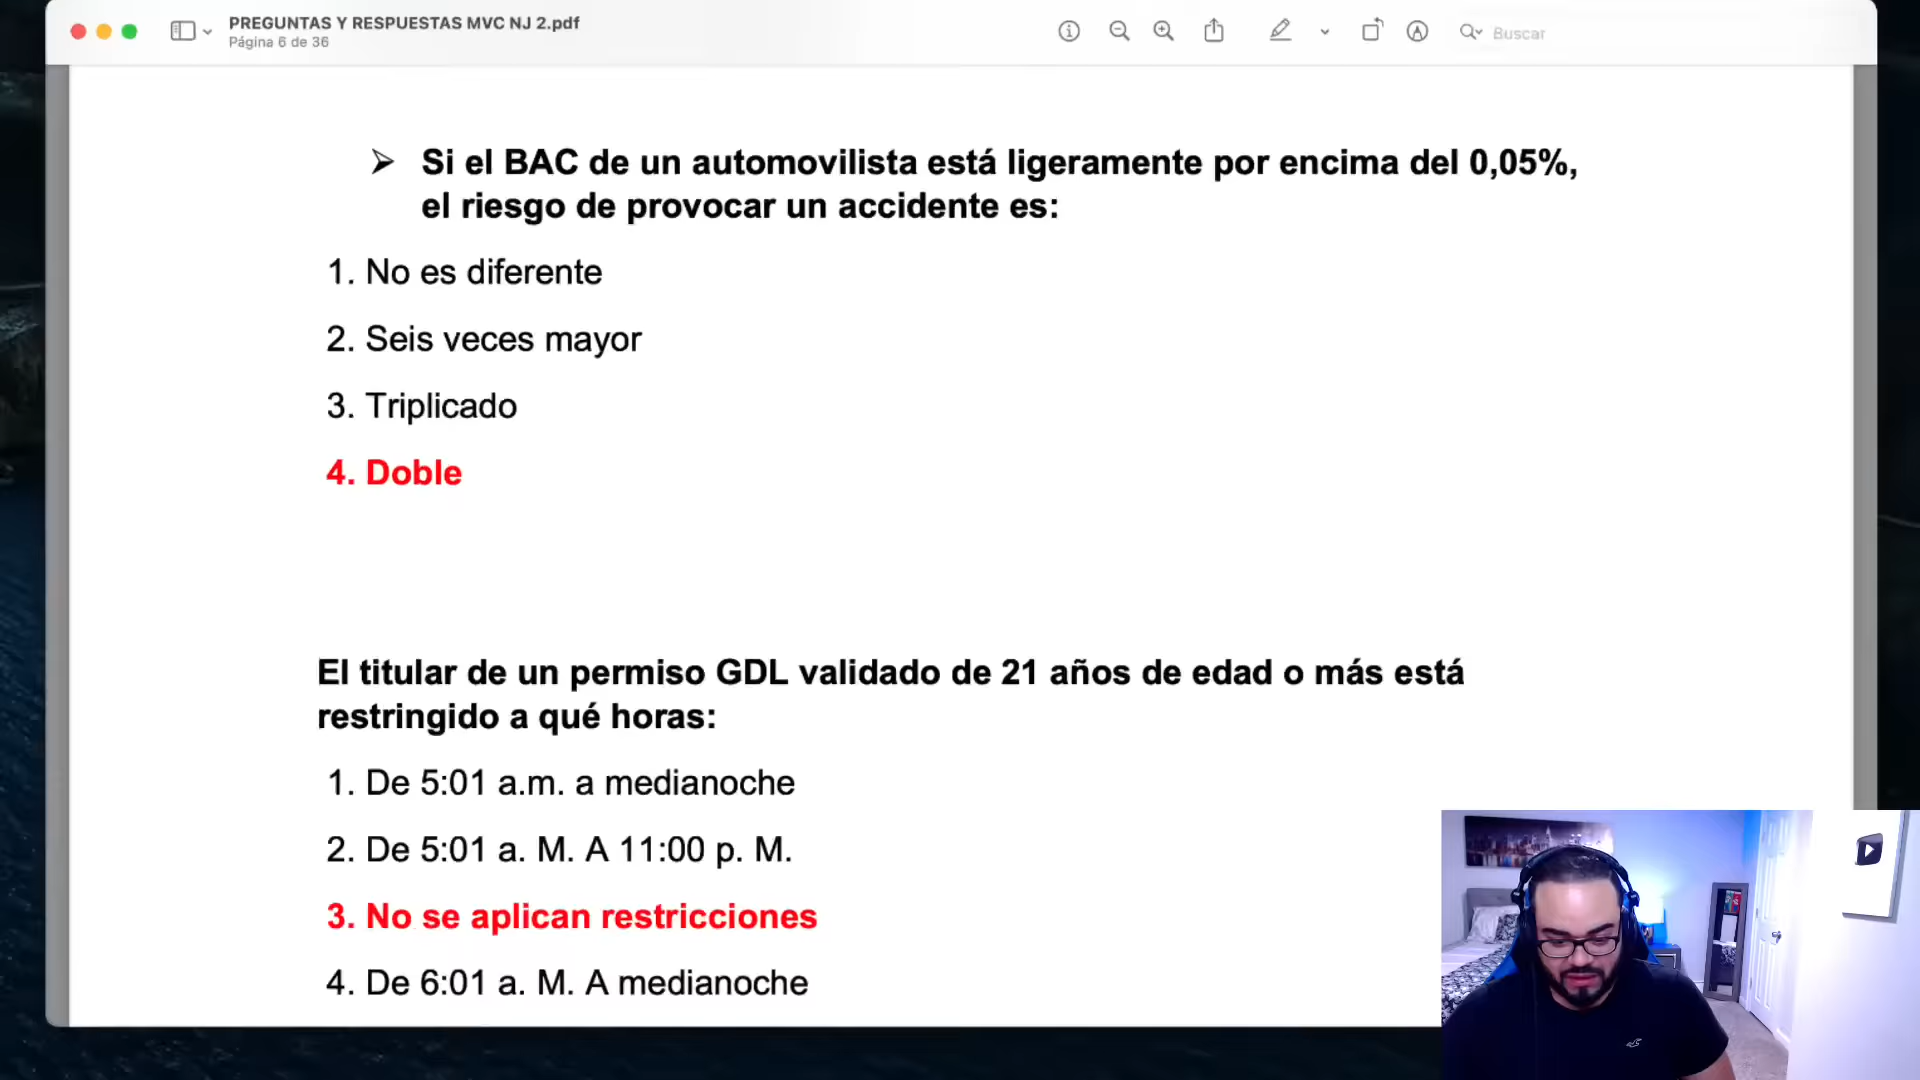 PREGUNTAS Y RESPUESTAS MVC NJ 2.pdf
Página 6 de 36
Buscar
➢ Si el BAC de un automovilista está ligeramente por encima del 0,05%,
el riesgo de provocar un accidente es:
1. No es diferente
2. Seis veces mayor
3. Triplicado
4. Doble
El titular de un permiso GDL validado de 21 años de edad o más está
restringido a qué horas:
1. De 5:01 a.m. a medianoche
2. De 5:01 a. M. A 11:00 p. M.
3. No se aplican restricciones
4. De 6:01 a. M. A medianoche